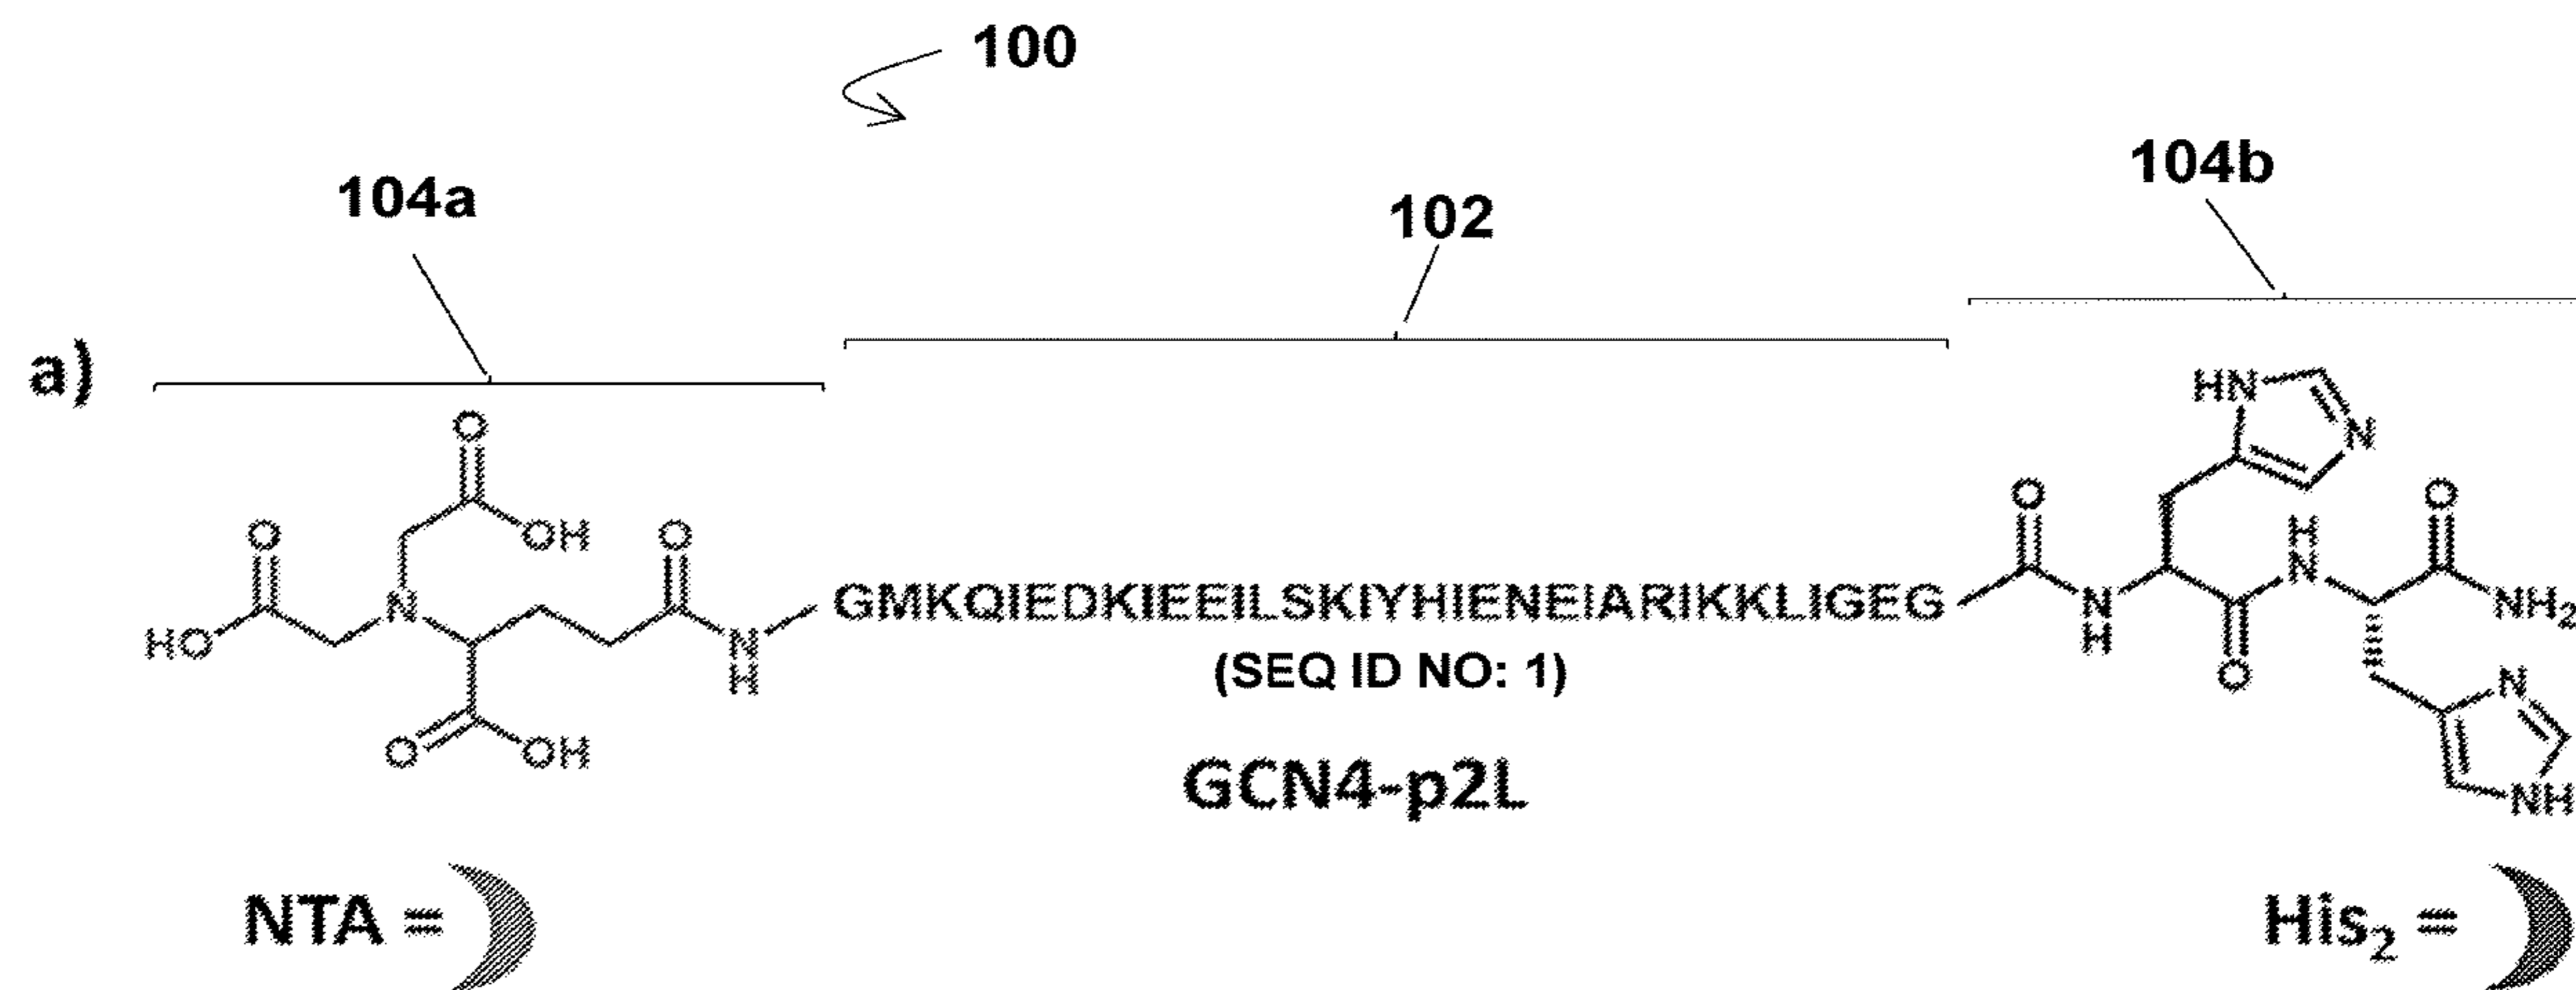 100
104a
102
104b
a)
O
OH
O
HO
N
O
OH
O
N
H
GMKQIEDKIEEILSKIYHIENEIARIKKLIGEG
(SEQ ID NO: 1)
GCN4-p2L
O
N
H
HN
N
O
H
N
O
NH2
N
NH
NTA =
His2 =